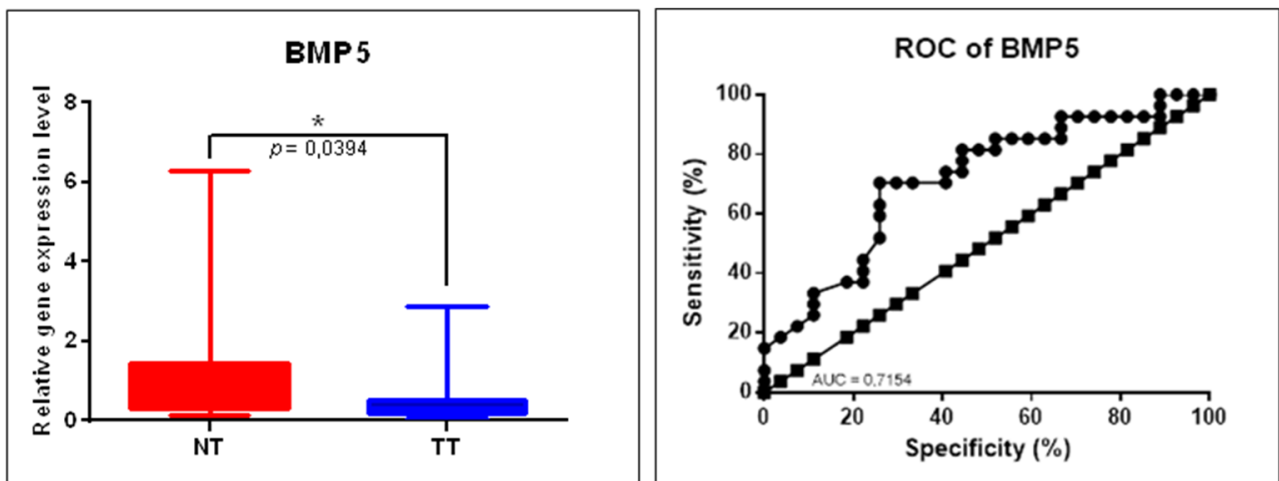 BMP5
Relative gene expression level
8
6
4
2
0
*
p = 0,0394
NT
TT
ROC of BMP5
Sensitivity (%)
100
80
60
40
20
0
AUC = 0,7154
0
20
40
60
80
100
Specificity (%)